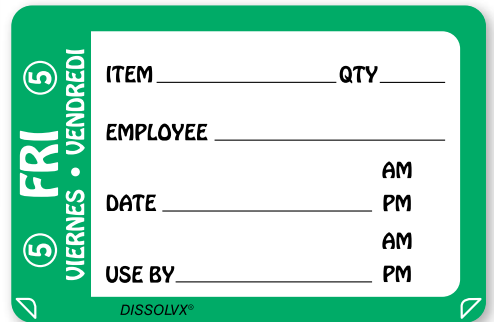 5 FRI 5
VIERNES • VENDREDI
ITEM QTY
EMPLOYEE
AM
DATE PM
AM
USE BY PM
DISSOLVX®